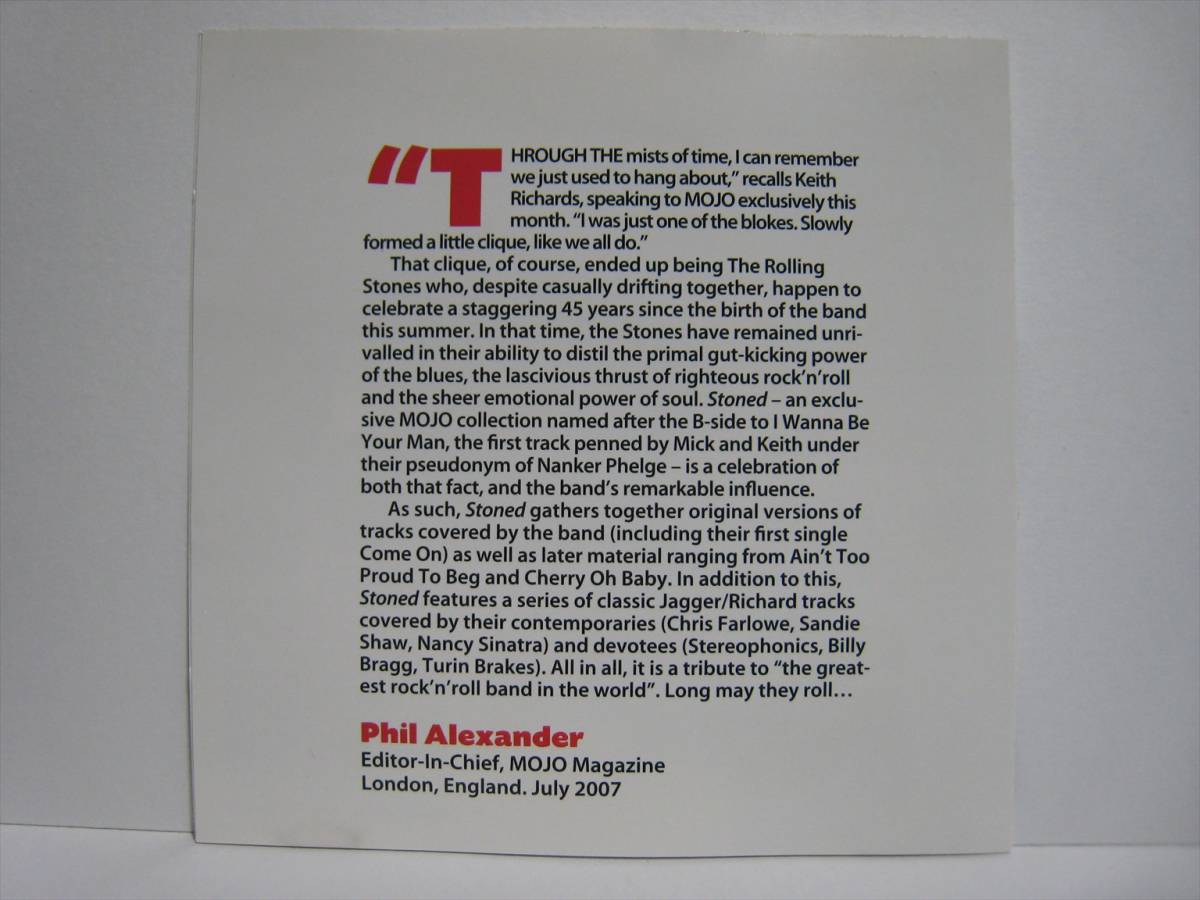 “THROUGH THE mists of time, I can remember
we just used to hang about,” recalls Keith
Richards, speaking to MOJO exclusively this
month. “I was just one of the blokes. Slowly
formed a little clique, like we all do.”
That clique, of course, ended up being The Rolling
Stones who, despite casually drifting together, happen to
celebrate a staggering 45 years since the birth of the band
this summer. In that time, the Stones have remained unri-
valled in their ability to distil the primal gut-kicking power
of the blues, the lascivious thrust of righteous rock’n’roll
and the sheer emotional power of soul. Stoned – an exclu-
sive MOJO collection named after the B-side to I Wanna Be
Your Man, the first track penned by Mick and Keith under
their pseudonym of Nanker Phelge – is a celebration of
both that fact, and the band’s remarkable influence.
As such, Stoned gathers together original versions of
tracks covered by the band (including their first single
Come On) as well as later material ranging from Ain’t Too
Proud To Beg and Cherry Oh Baby. In addition to this,
Stoned features a series of classic Jagger/Richard tracks
covered by their contemporaries (Chris Farlowe, Sandie
Shaw, Nancy Sinatra) and devotees (Stereophonics, Billy
Bragg, Turin Brakes). All in all, it is a tribute to “the great-
est rock’n’roll band in the world”. Long may they roll…
Phil Alexander
Editor-In-Chief, MOJO Magazine
London, England. July 2007